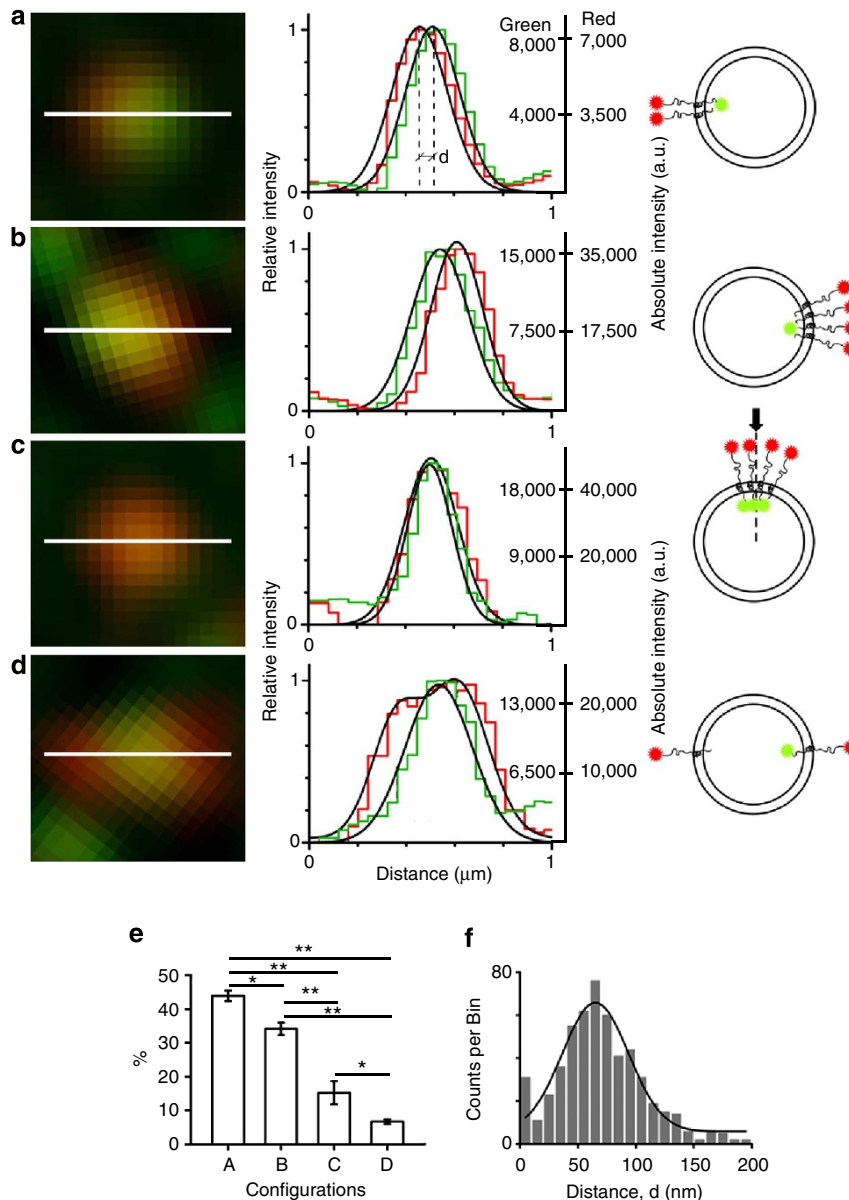 a
1
Green
Red
8,000
7,000
4,000
3,500
d
0
0
1
Relative intensity
Absolute intensity (a.u.)
b
1
15,000
35,000
7,500
17,500
0
0
1
c
1
18,000
40,000
9,000
20,000
0
0
1
Relative intensity
Absolute intensity (a.u.)
d
1
13,000
20,000
6,500
10,000
0
0
1
Distance (μm)
e
**
**
*
**
**
*
50
40
30
20
10
0
%
A
B
C
D
Configurations
f
80
40
0
Counts per Bin
0
50
100
150
200
Distance, d (nm)